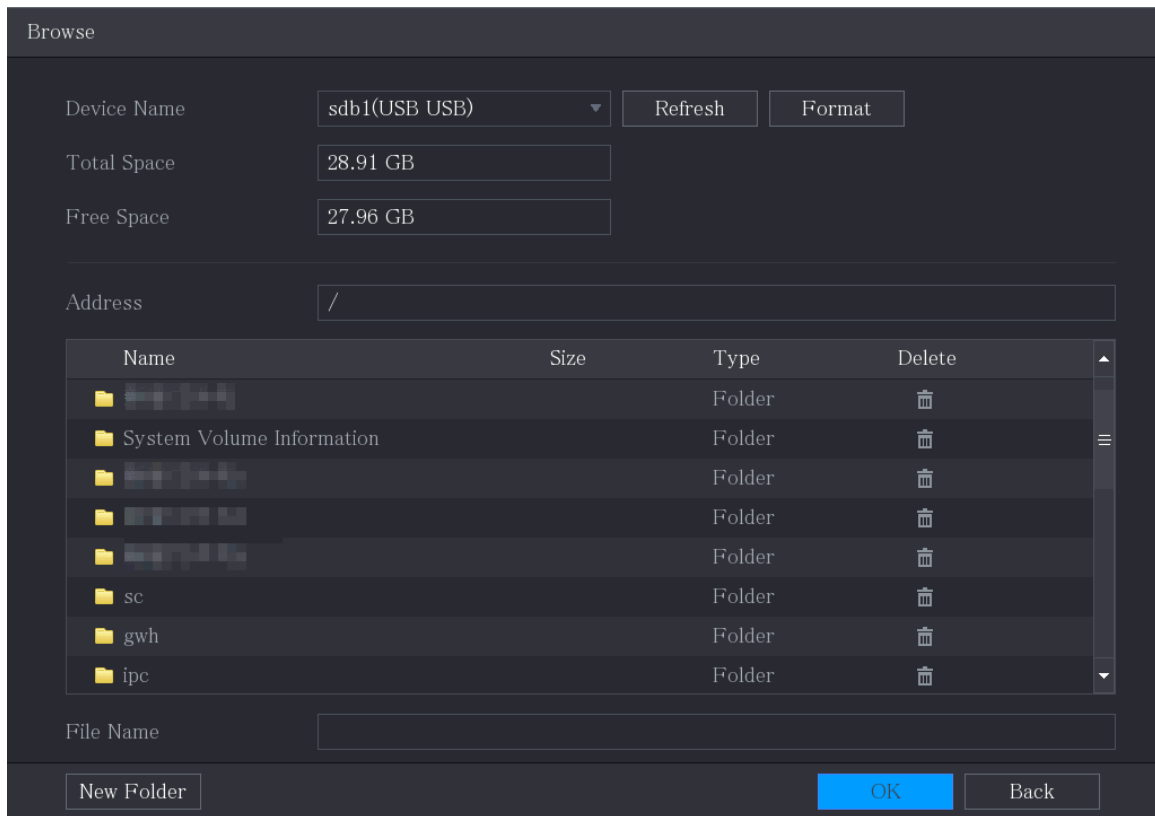 Browse
Device Name sdb1(USB USB) Refresh Format
Total Space 28.91 GB
Free Space 27.96 GB
Address /
Name Size Type Delete
Folder
System Volume Information Folder
Folder
Folder
Folder
sc Folder
gwh Folder
ipc Folder
File Name
New Folder OK Back